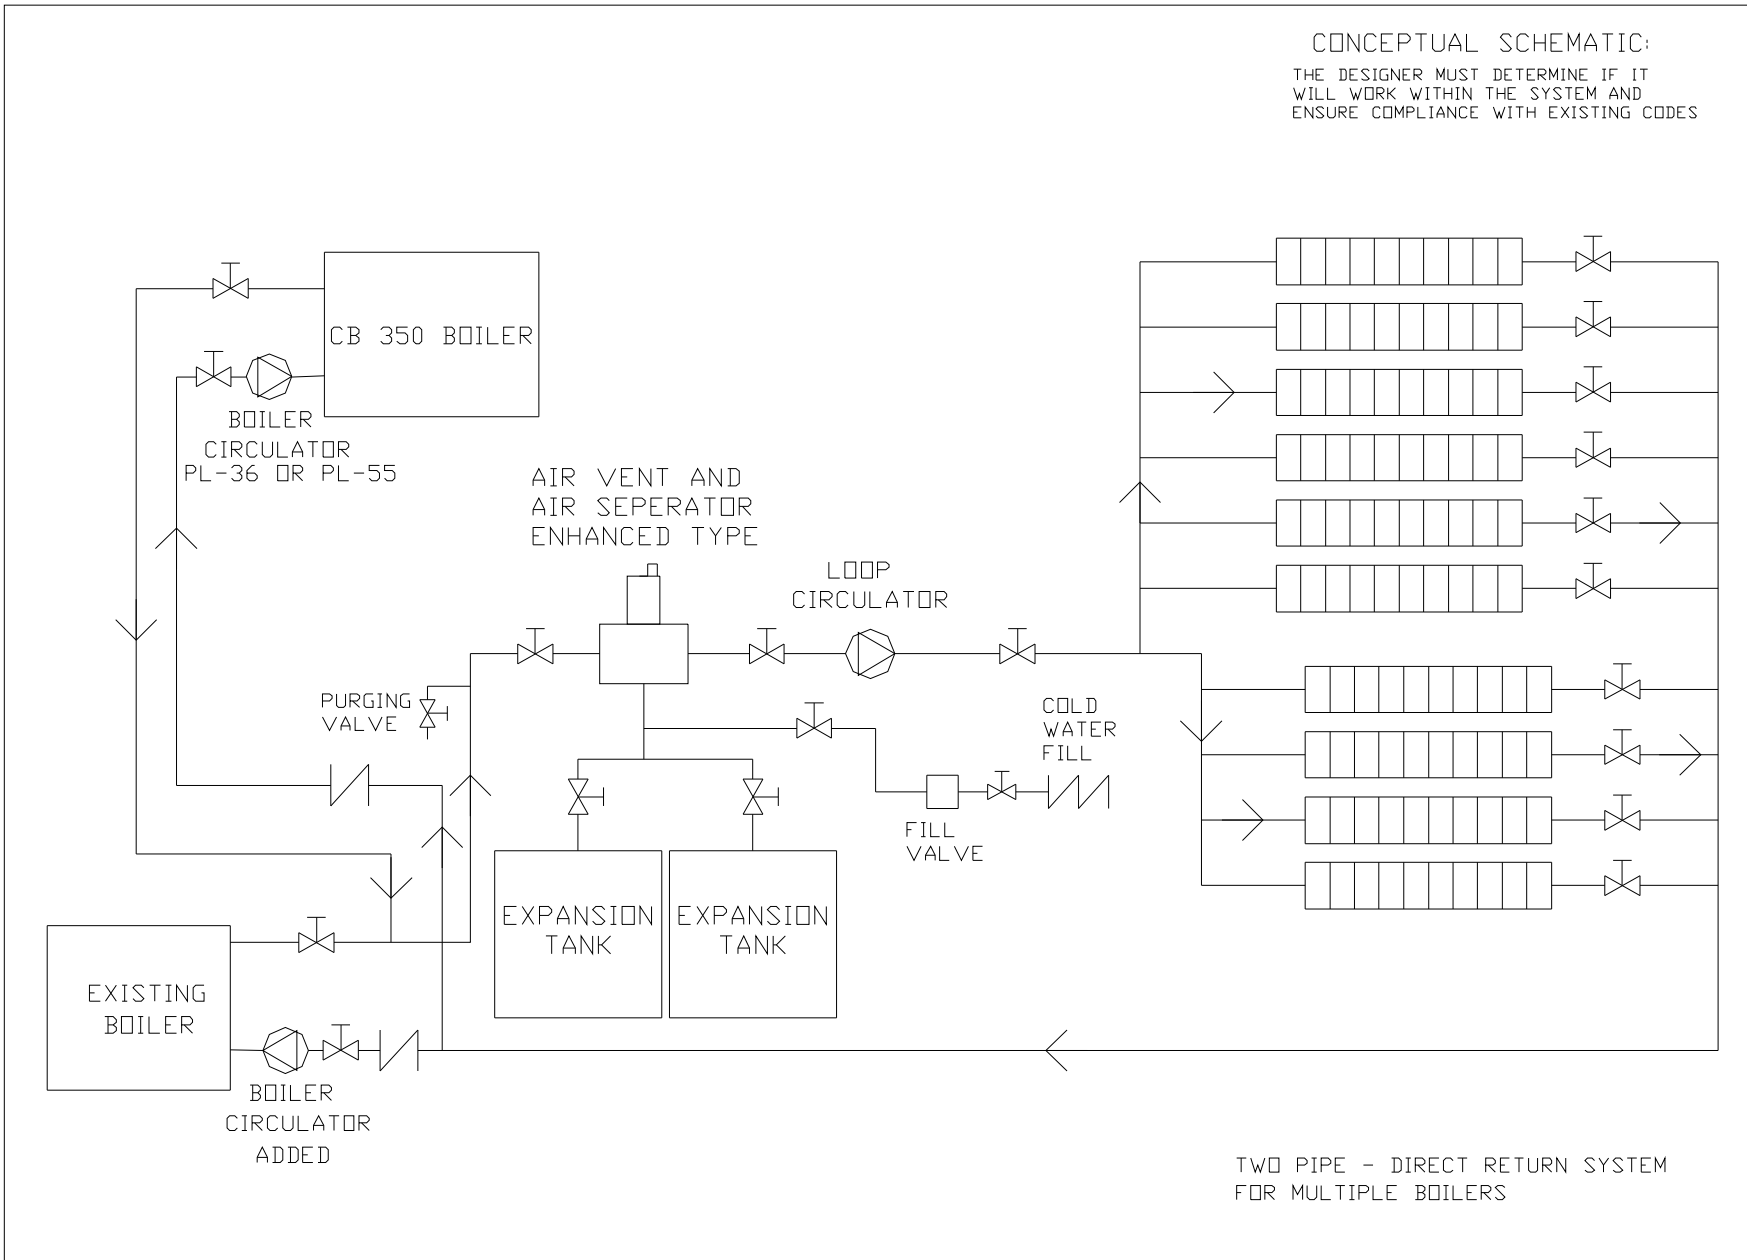 CONCEPTUAL SCHEMATIC:
THE DESIGNER MUST DETERMINE IF IT
WILL WORK WITHIN THE SYSTEM AND
ENSURE COMPLIANCE WITH EXISTING CODES
CB 350 BOILER
BOILER
CIRCULATOR
PL-36 OR PL-55
AIR VENT AND
AIR SEPERATOR
ENHANCED TYPE
LOOP
CIRCULATOR
PURGING
VALVE
COLD
WATER
FILL
FILL
VALVE
EXPANSION
TANK
EXPANSION
TANK
EXISTING
BOILER
BOILER
CIRCULATOR
ADDED
TWO PIPE - DIRECT RETURN SYSTEM
FOR MULTIPLE BOILERS